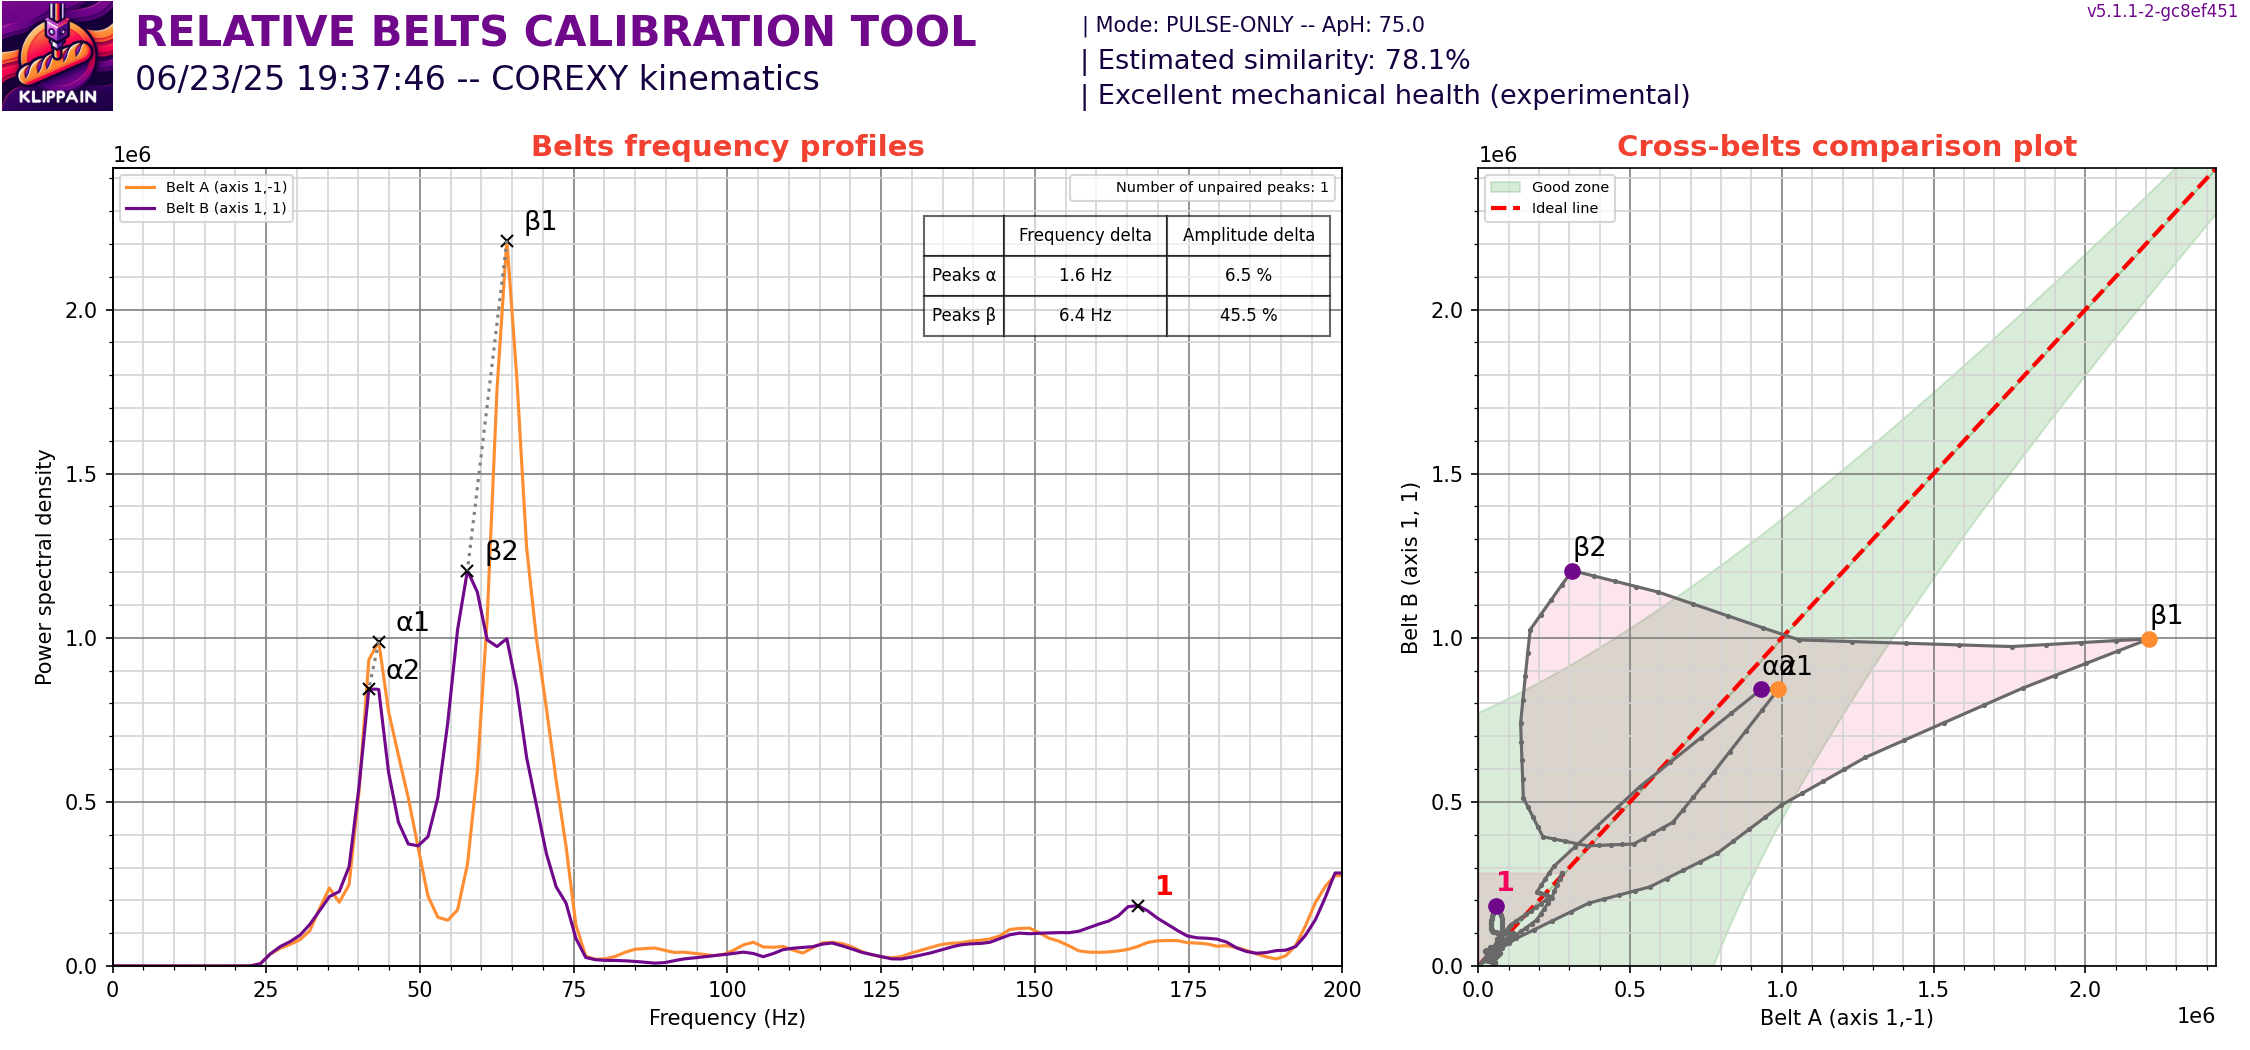 v5.1.1-2-gc8ef451
KLIPPAIN
RELATIVE BELTS CALIBRATION TOOL
06/23/25 19:37:46 -- COREXY kinematics
| Mode: PULSE-ONLY -- ApH: 75.0
| Estimated similarity: 78.1%
| Excellent mechanical health (experimental)
Belts frequency profiles
1e6
Belt A (axis 1,-1)
Belt B (axis 1, 1)
Number of unpaired peaks: 1
Frequency delta Amplitude delta
Peaks α 1.6 Hz 6.5 %
Peaks β 6.4 Hz 45.5 %
β1
β2
α1
α2
1
Power spectral density
2.0
1.5
1.0
0.5
0.0
0 25 50 75 100 125 150 175 200
Frequency (Hz)
Cross-belts comparison plot
1e6
Good zone
Ideal line
β2
β1
α2
α1
1
Belt B (axis 1, 1)
2.0
1.5
1.0
0.5
0.0
0.0 0.5 1.0 1.5 2.0
Belt A (axis 1,-1)
1e6